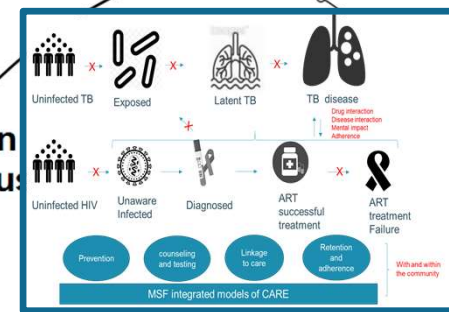 n
us
X
X
X
Uninfected TB
Exposed
Latent TB
TB disease
Drug interaction
Disease interaction
Mental impact
Adherence
X
X
X
Uninfected HIV
Unaware
Infected
Diagnosed
ART
successful
treatment
ART
treatment
Failure
Prevention
counseling
and testing
Linkage
to care
Retention
and
adherence
With and within
the community
MSF integrated models of CARE